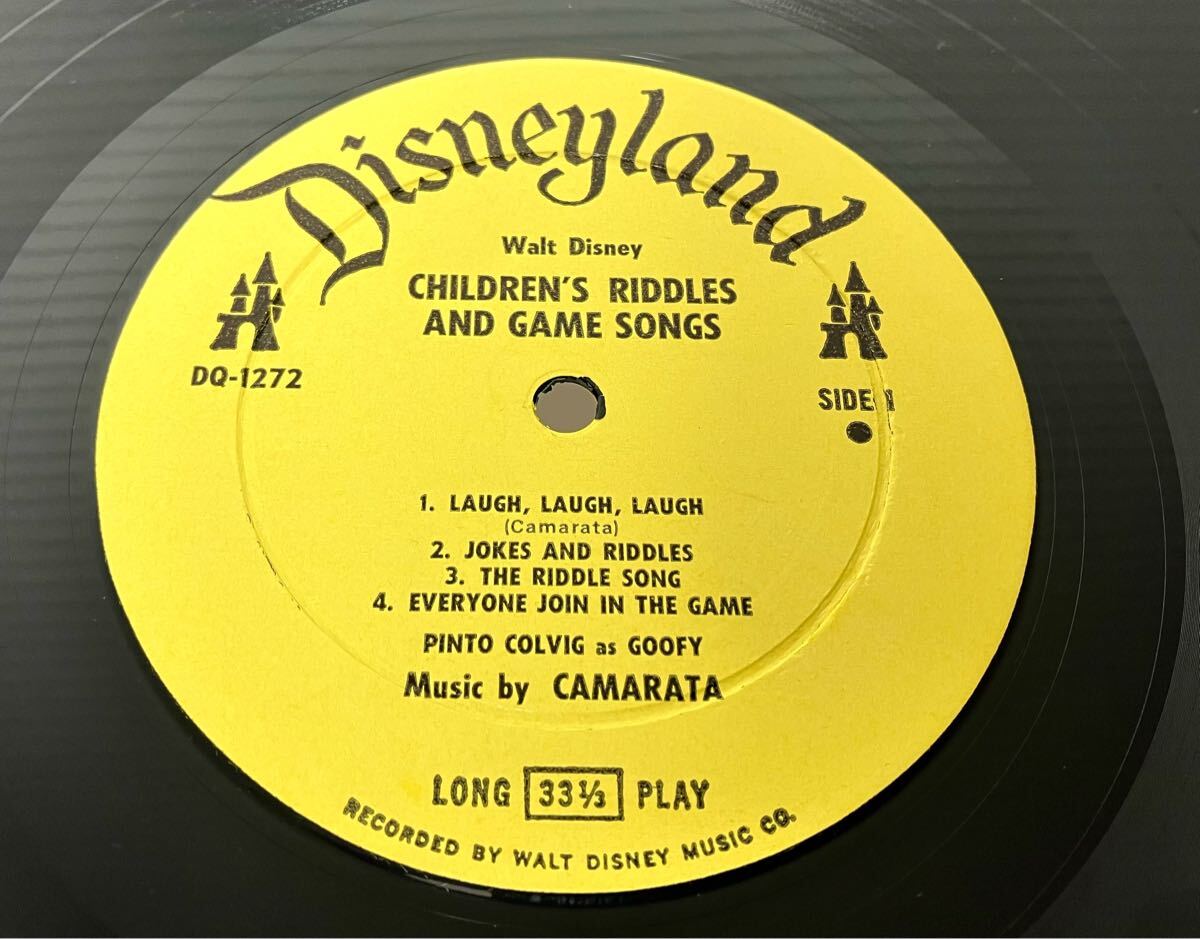 Disneyland
Walt Disney
CHILDREN'S RIDDLES
AND GAME SONGS
DQ-1272
SIDE 1
1. LAUGH, LAUGH, LAUGH
(Camarata)
2. JOKES AND RIDDLES
3. THE RIDDLE SONG
4. EVERYONE JOIN IN THE GAME
PINTO COLVIG as GOOFY
Music by CAMARATA
LONG 33⅓ PLAY
RECORDED BY WALT DISNEY MUSIC CO.